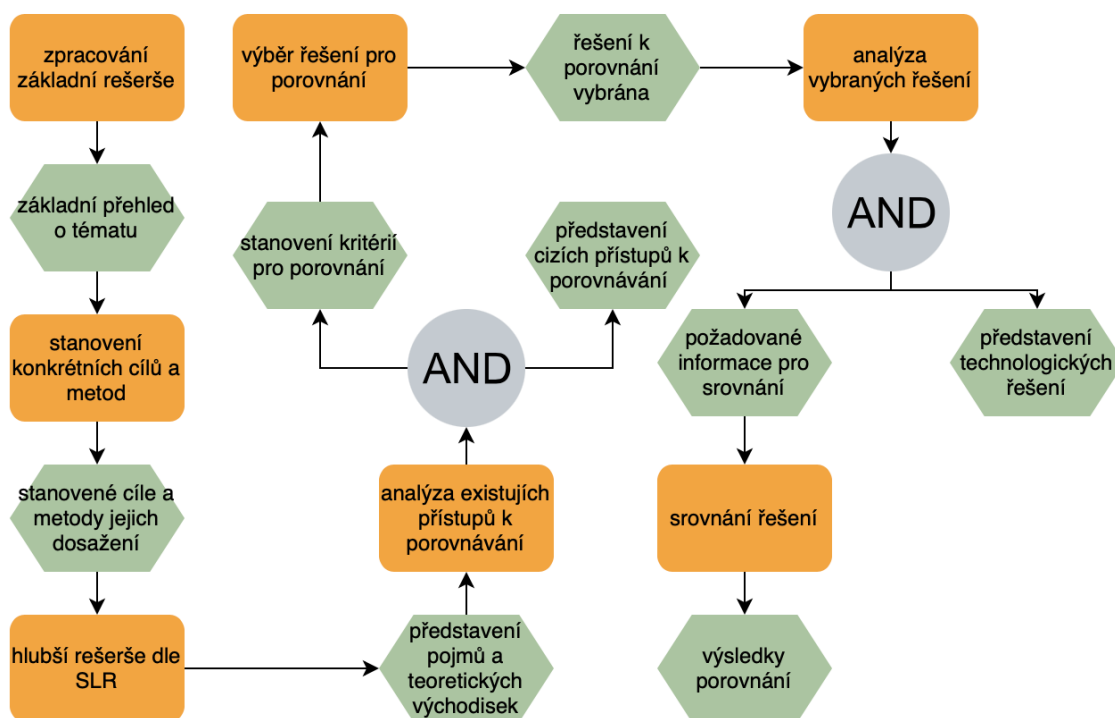 zpracování
základní rešerše
základní přehled
o tématu
stanovení
konkrétních cílů a
metod
stanovené cíle a
metody jejich
dosažení
hlubší rešerše dle
SLR
představení
pojmů a
teoretických
východisek
analýza existujích
přístupů k
porovnávání
AND
stanovení kritérií
pro porovnání
představení
cizích přístupů k
porovnávání
výběr řešení pro
porovnání
řešení k
porovnání
vybrána
analýza
vybraných řešení
AND
požadované
informace pro
srovnání
představení
technologických
řešení
srovnání řešení
výsledky
porovnání